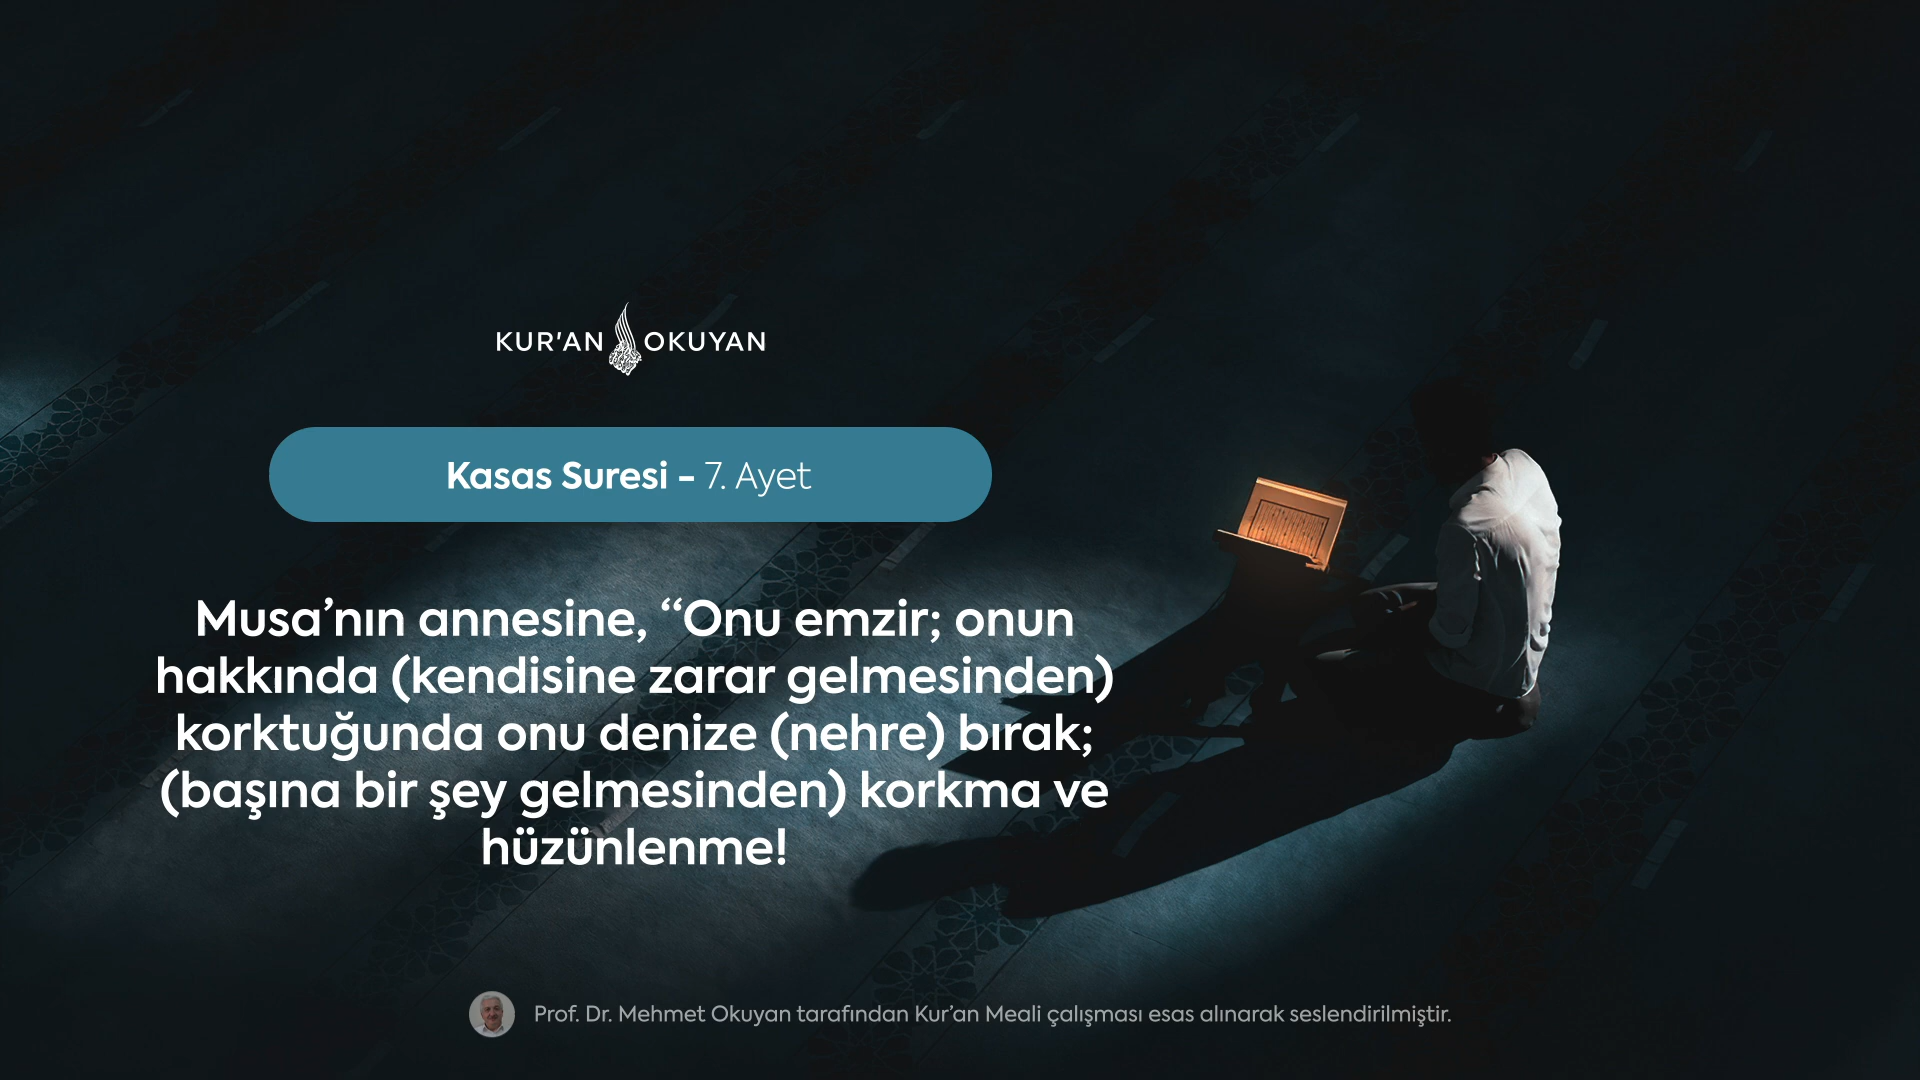 KUR'AN OKUYAN
Kasas Suresi - 7. Ayet
Musa’nın annesine, “Onu emzir; onun
hakkında (kendisine zarar gelmesinden)
korktuğunda onu denize (nehre) bırak;
(başına bir şey gelmesinden) korkma ve
hüzünlenme!
Prof. Dr. Mehmet Okuyan tarafından Kur’an Meali çalışması esas alınarak seslendirilmiştir.